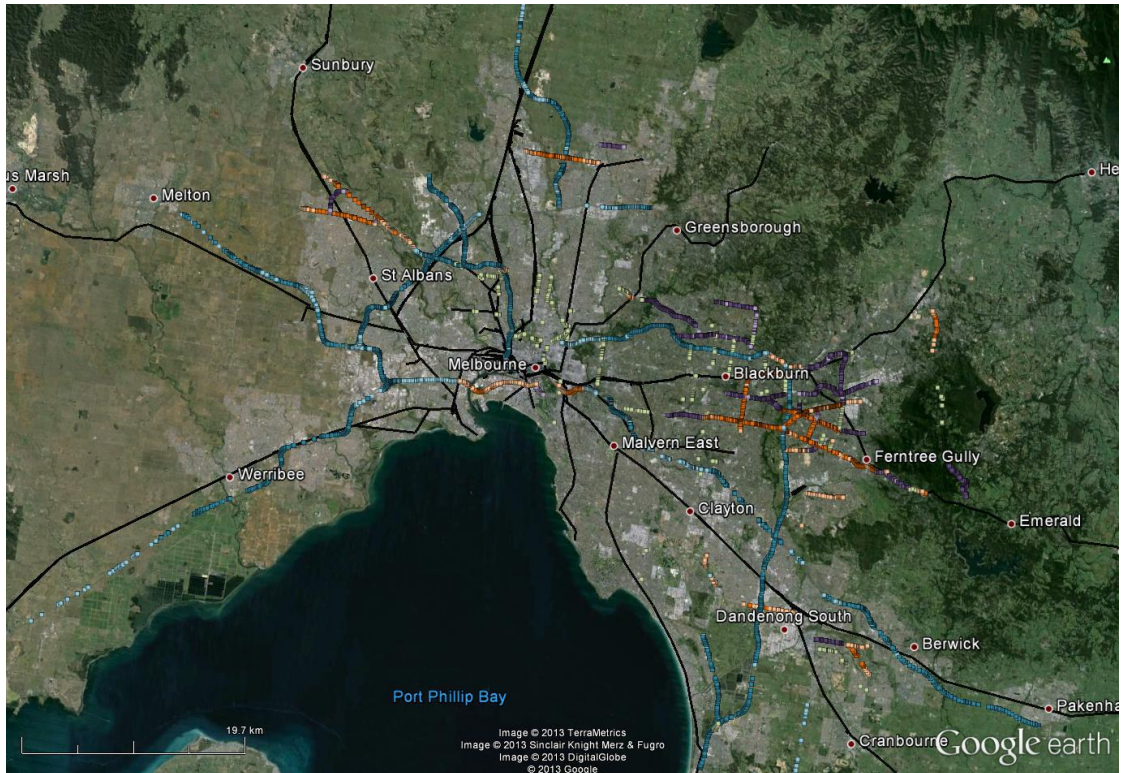 Sunbury
us Marsh
Melton
He
Greensborough
St Albans
Melbourne
Blackburn
Malvern East
Ferntree Gully
Werribee
Clayton
Emerald
Dandenong South
Berwick
Port Phillip Bay
Pakenha
19.7 km
Image © 2013 TerraMetrics
Image © 2013 Sinclair Knight Merz & Fugro
Image © 2013 DigitalGlobe
© 2013 Google
Cranbourne
Google earth